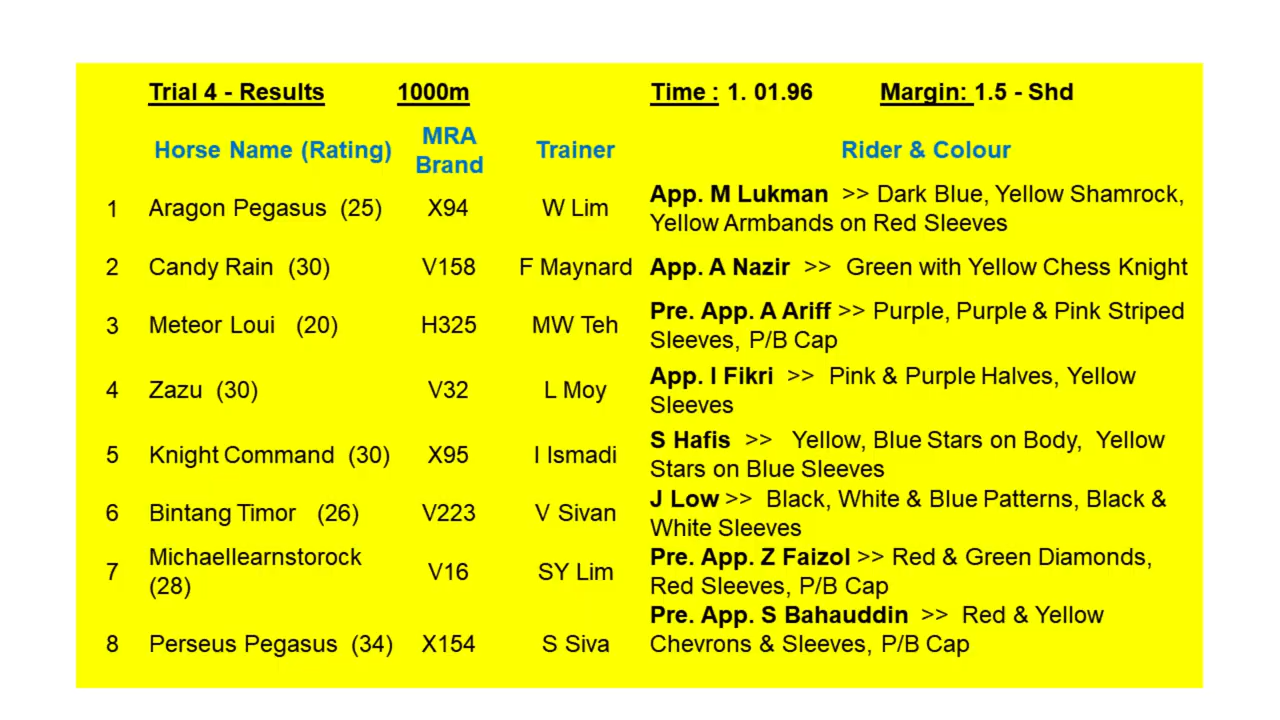 Trial 4 - Results 1000m Time : 1. 01.96 Margin: 1.5 - Shd
Horse Name (Rating) MRA Brand Trainer Rider & Colour
1 Aragon Pegasus (25) X94 W Lim App. M Lukman >> Dark Blue, Yellow Shamrock,
Yellow Armbands on Red Sleeves
2 Candy Rain (30) V158 F Maynard App. A Nazir >> Green with Yellow Chess Knight
3 Meteor Loui (20) H325 MW Teh Pre. App. A Ariff >> Purple, Purple & Pink Striped
Sleeves, P/B Cap
4 Zazu (30) V32 L Moy App. I Fikri >> Pink & Purple Halves, Yellow
Sleeves
5 Knight Command (30) X95 I Ismadi S Hafis >> Yellow, Blue Stars on Body, Yellow
Stars on Blue Sleeves
6 Bintang Timor (26) V223 V Sivan J Low >> Black, White & Blue Patterns, Black &
White Sleeves
7 Michaellearnstorock
(28) V16 SY Lim Pre. App. Z Faizol >> Red & Green Diamonds,
Red Sleeves, P/B Cap
8 Perseus Pegasus (34) X154 S Siva Pre. App. S Bahauddin >> Red & Yellow
Chevrons & Sleeves, P/B Cap